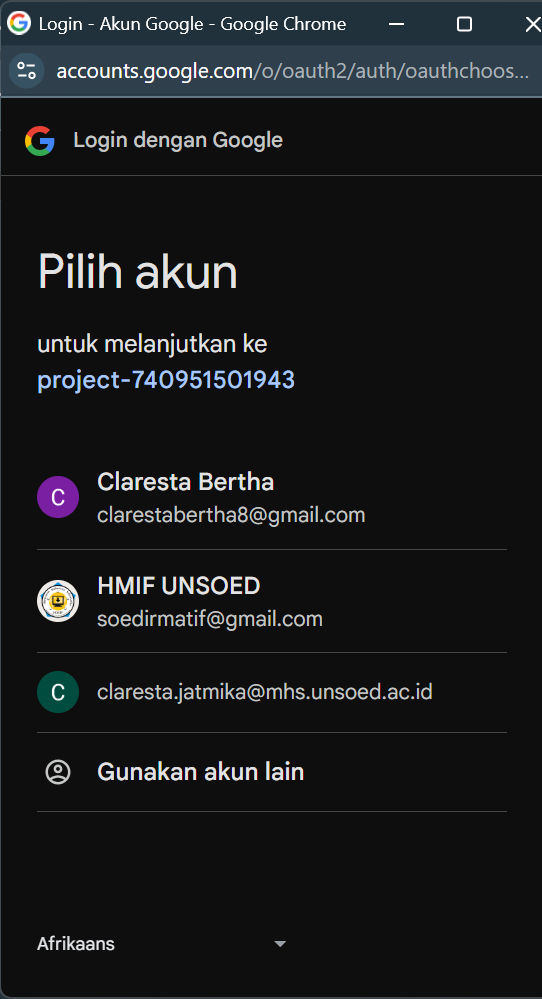 Login - Akun Google - Google Chrome
accounts.google.com/o/oauth2/auth/oauthchoos...
Login dengan Google
Pilih akun
untuk melanjutkan ke
project-740951501943
C
Claresta Bertha
clarestabertha8@gmail.com
HMIF UNSOED
soedirmatif@gmail.com
C
claresta.jatmika@mhs.unsoed.ac.id
Gunakan akun lain
Afrikaans